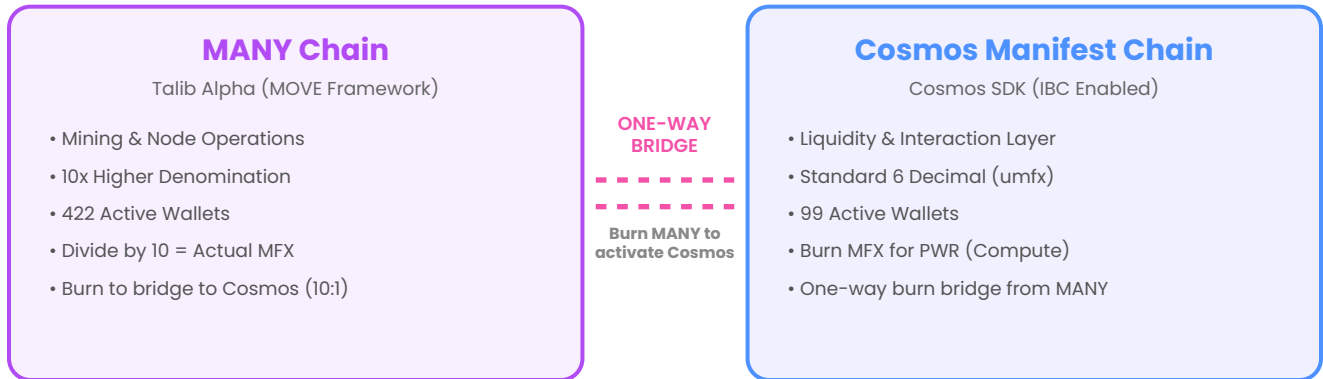 MANY Chain
Talib Alpha (MOVE Framework)
• Mining & Node Operations
• 10x Higher Denomination
• 422 Active Wallets
• Divide by 10 = Actual MFX
• Burn to bridge to Cosmos (10:1)
ONE-WAY
BRIDGE
Burn MANY to
activate Cosmos
Cosmos Manifest Chain
Cosmos SDK (IBC Enabled)
• Liquidity & Interaction Layer
• Standard 6 Decimal (umfx)
• 99 Active Wallets
• Burn MFX for PWR (Compute)
• One-way burn bridge from MANY